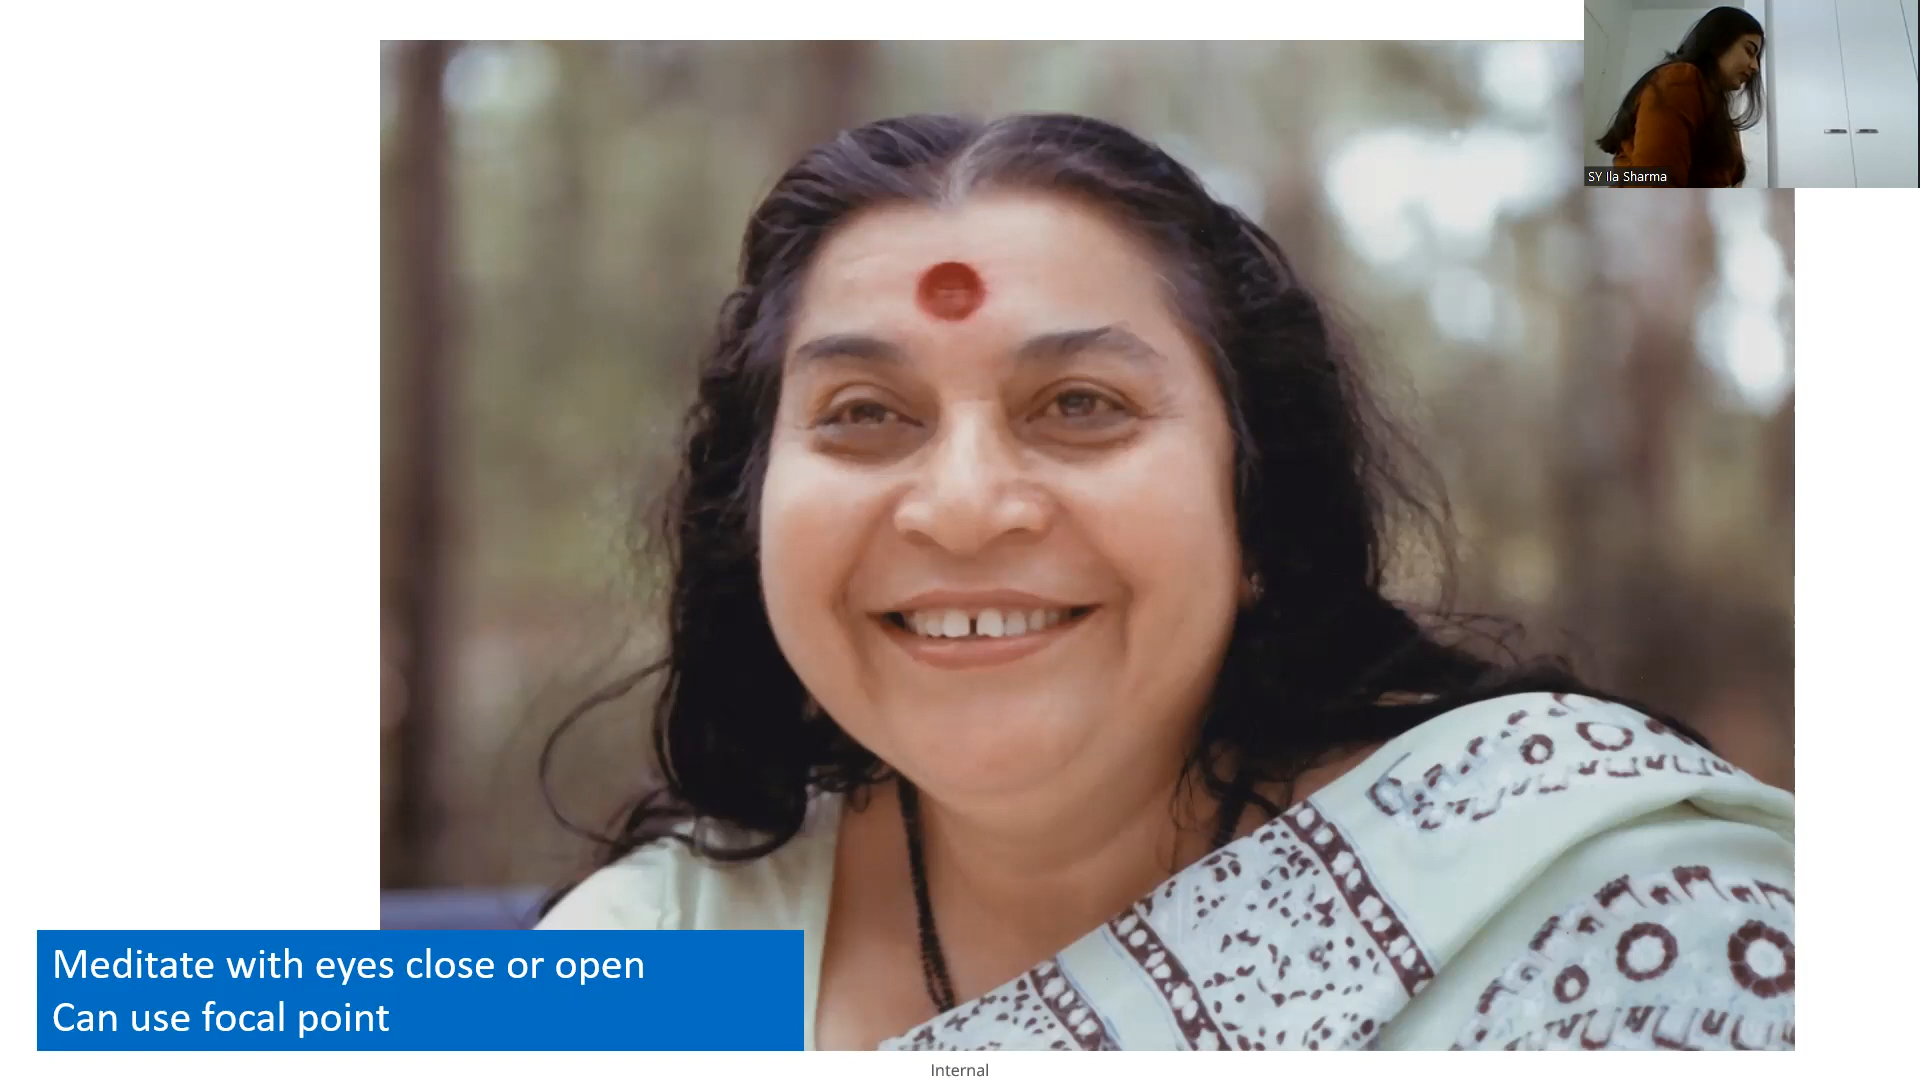 SY Ila Sharma
Meditate with eyes close or open
Can use focal point
Internal